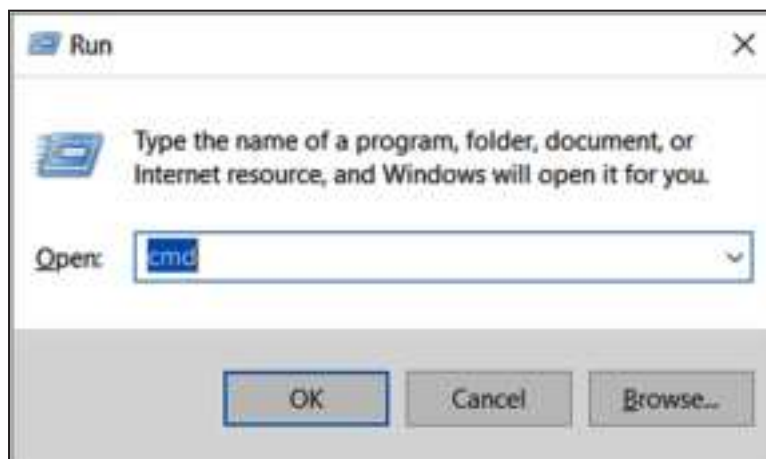 Run
Type the name of a program, folder, document, or
Internet resource, and Windows will open it for you.
Open: cmd
OK Cancel Browse...